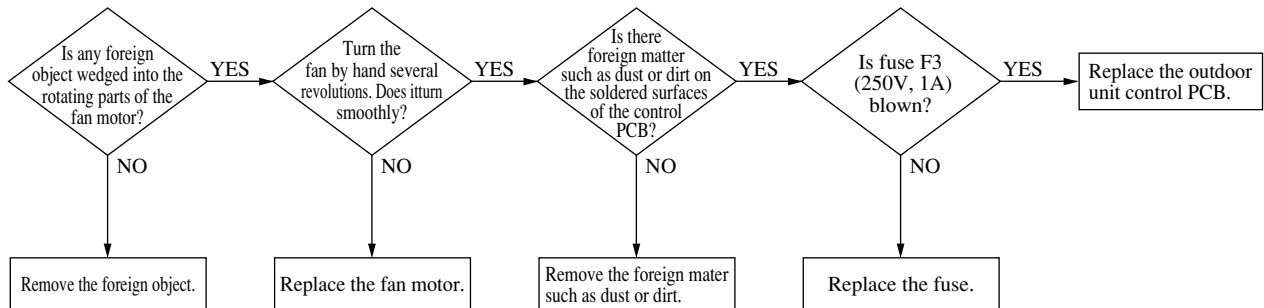 Is any foreign
object wedged into the
rotating parts of the
fan motor?
YES
NO
Remove the foreign object.
Turn the
fan by hand several
revolutions. Does itturn
smoothly?
YES
NO
Replace the fan motor.
Is there
foreign matter
such as dust or dirt on
the soldered surfaces
of the control
PCB?
YES
NO
Remove the foreign mater
such as dust or dirt.
Is fuse F3
(250V, 1A)
blown?
YES
NO
Replace the fuse.
Replace the outdoor
unit control PCB.